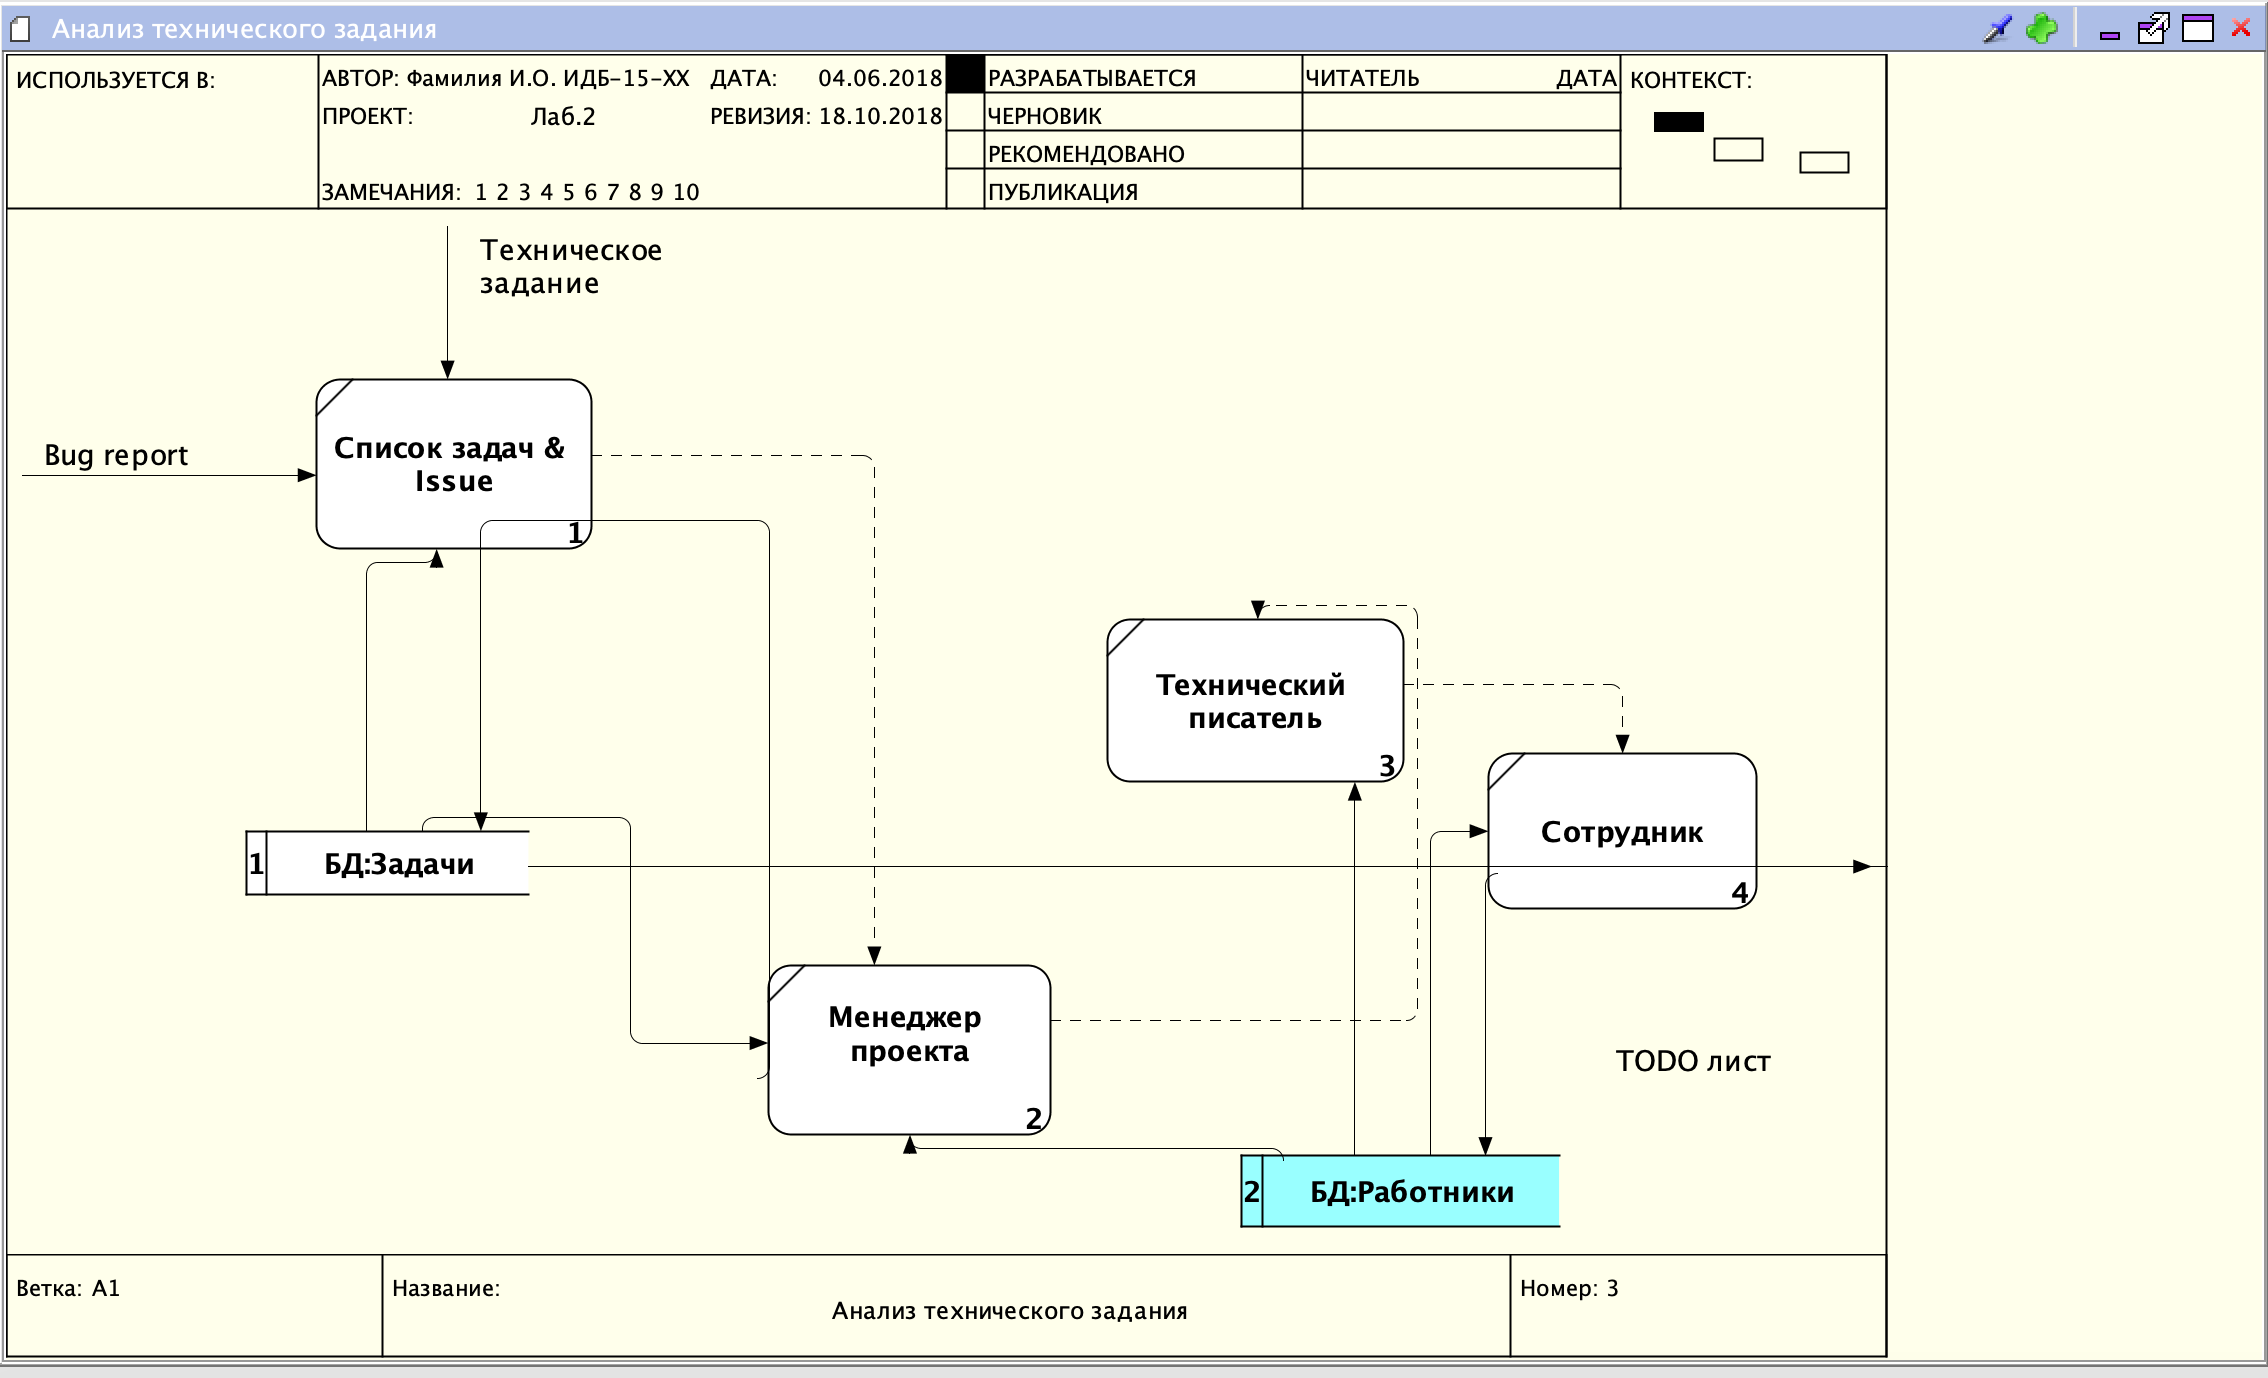 Анализ технического задания
ИСПОЛЬЗУЕТСЯ В:
АВТОР: Фамилия И.О. ИДБ-15-XX ДАТА: 04.06.2018
ПРОЕКТ: Лаб.2 РЕВИЗИЯ: 18.10.2018
ЗАМЕЧАНИЯ: 1 2 3 4 5 6 7 8 9 10
РАЗРАБАТЫВАЕТСЯ
ЧЕРНОВИК
РЕКОМЕНДОВАНО
ПУБЛИКАЦИЯ
ЧИТАТЕЛЬ ДАТА
КОНТЕКСТ:
Техническое
задание
Bug report
Список задач &
Issue
1
Технический
писатель
3
Сотрудник
4
1 БД:Задачи
Менеджер
проекта
2
TODO лист
2 БД:Работники
Ветка: A1
Название:
Анализ технического задания
Номер: 3